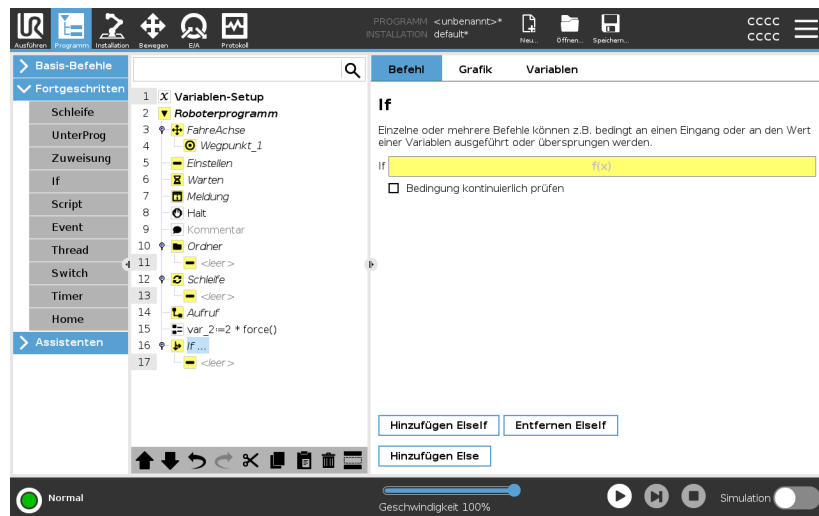 UR
Ausführen Programm Installation Bewegen E/A Protokoll
PROGRAMM <unbenannt>*
INSTALLATION default*
Neu... Öffnen... Speichern...
CCCC
CCCC
Basis-Befehle
Fortgeschritten
Schleife
UnterProg
Zuweisung
If
Script
Event
Thread
Switch
Timer
Home
Assistenten
1 X Variablen-Setup
2 Roboterprogramm
3 FahreAchse
4 Wegpunkt_1
5 Einstellen
6 Warten
7 Meldung
8 Halt
9 Kommentar
10 Ordner
11 <leer>
12 Schleife
13 <leer>
14 Aufruf
15 var_2:=2 * force()
16 If ...
17 <leer>
Befehl Grafik Variablen
If
Einzelne oder mehrere Befehle können z.B. bedingt an einen Eingang oder an den Wert
einer Variablen ausgeführt oder übersprungen werden.
If f(x)
Bedingung kontinuierlich prüfen
Hinzufügen ElseIf Entfernen ElseIf
Hinzufügen Else
Normal
Geschwindigkeit 100%
Simulation